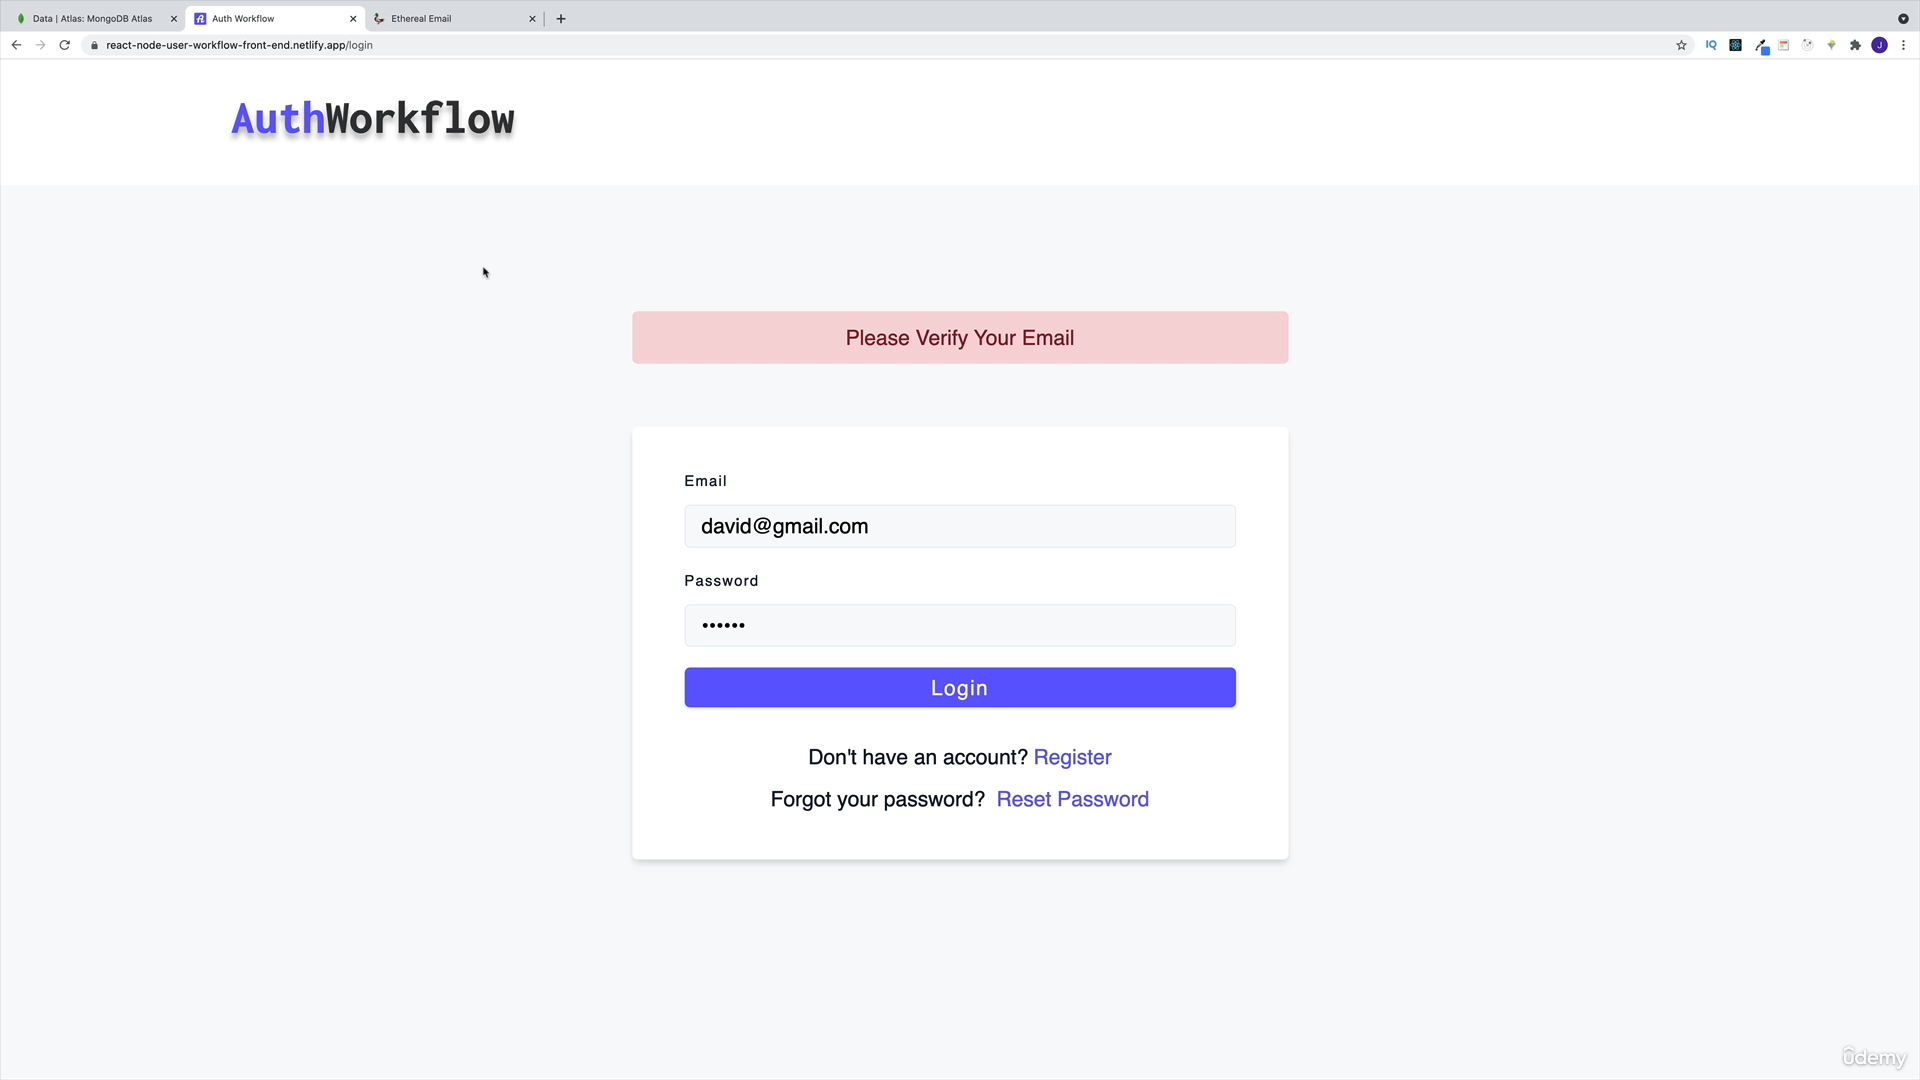 Data | Atlas: MongoDB Atlas
Auth Workflow
Ethereal Email
react-node-user-workflow-front-end.netlify.app/login
IQ
J
AuthWorkflow
Please Verify Your Email
Email
david@gmail.com
Password
••••••
Login
Don't have an account? Register
Forgot your password? Reset Password
ûdemy